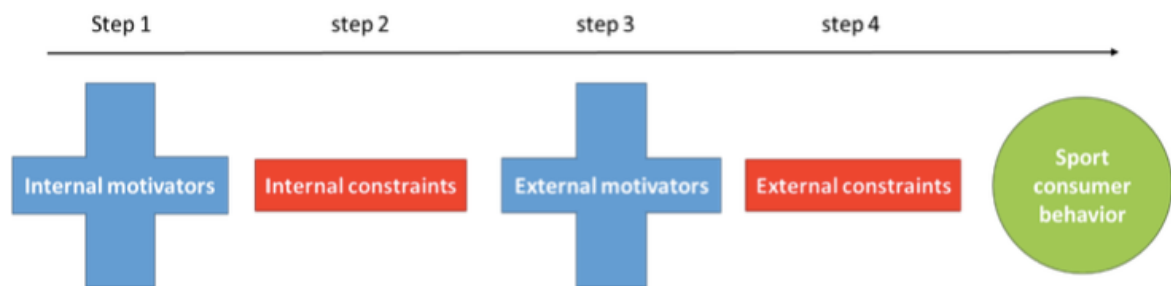 Step 1
step 2
step 3
step 4
Internal motivators
Internal constraints
External motivators
External constraints
Sport
consumer
behavior